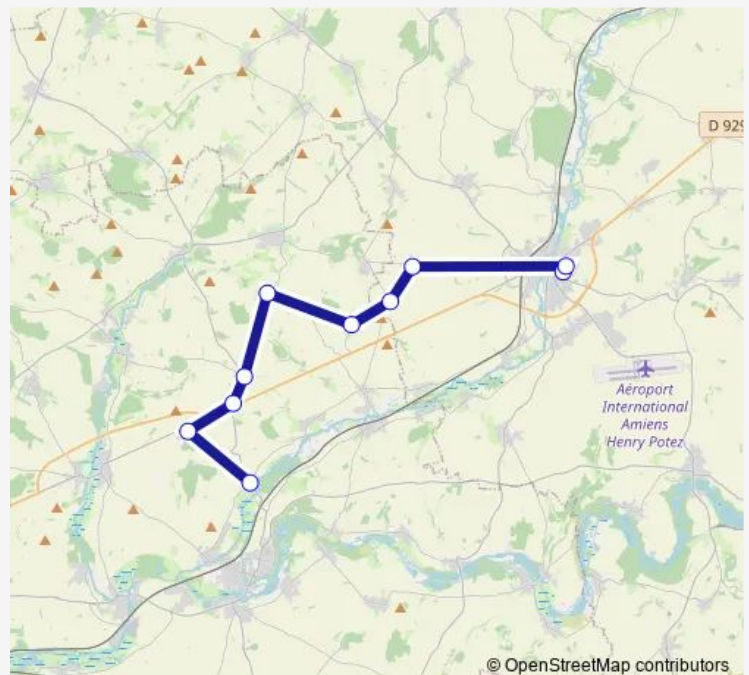 D 929
Aéroport
International
Amiens
Henry Potez
© OpenStreetMap contributors